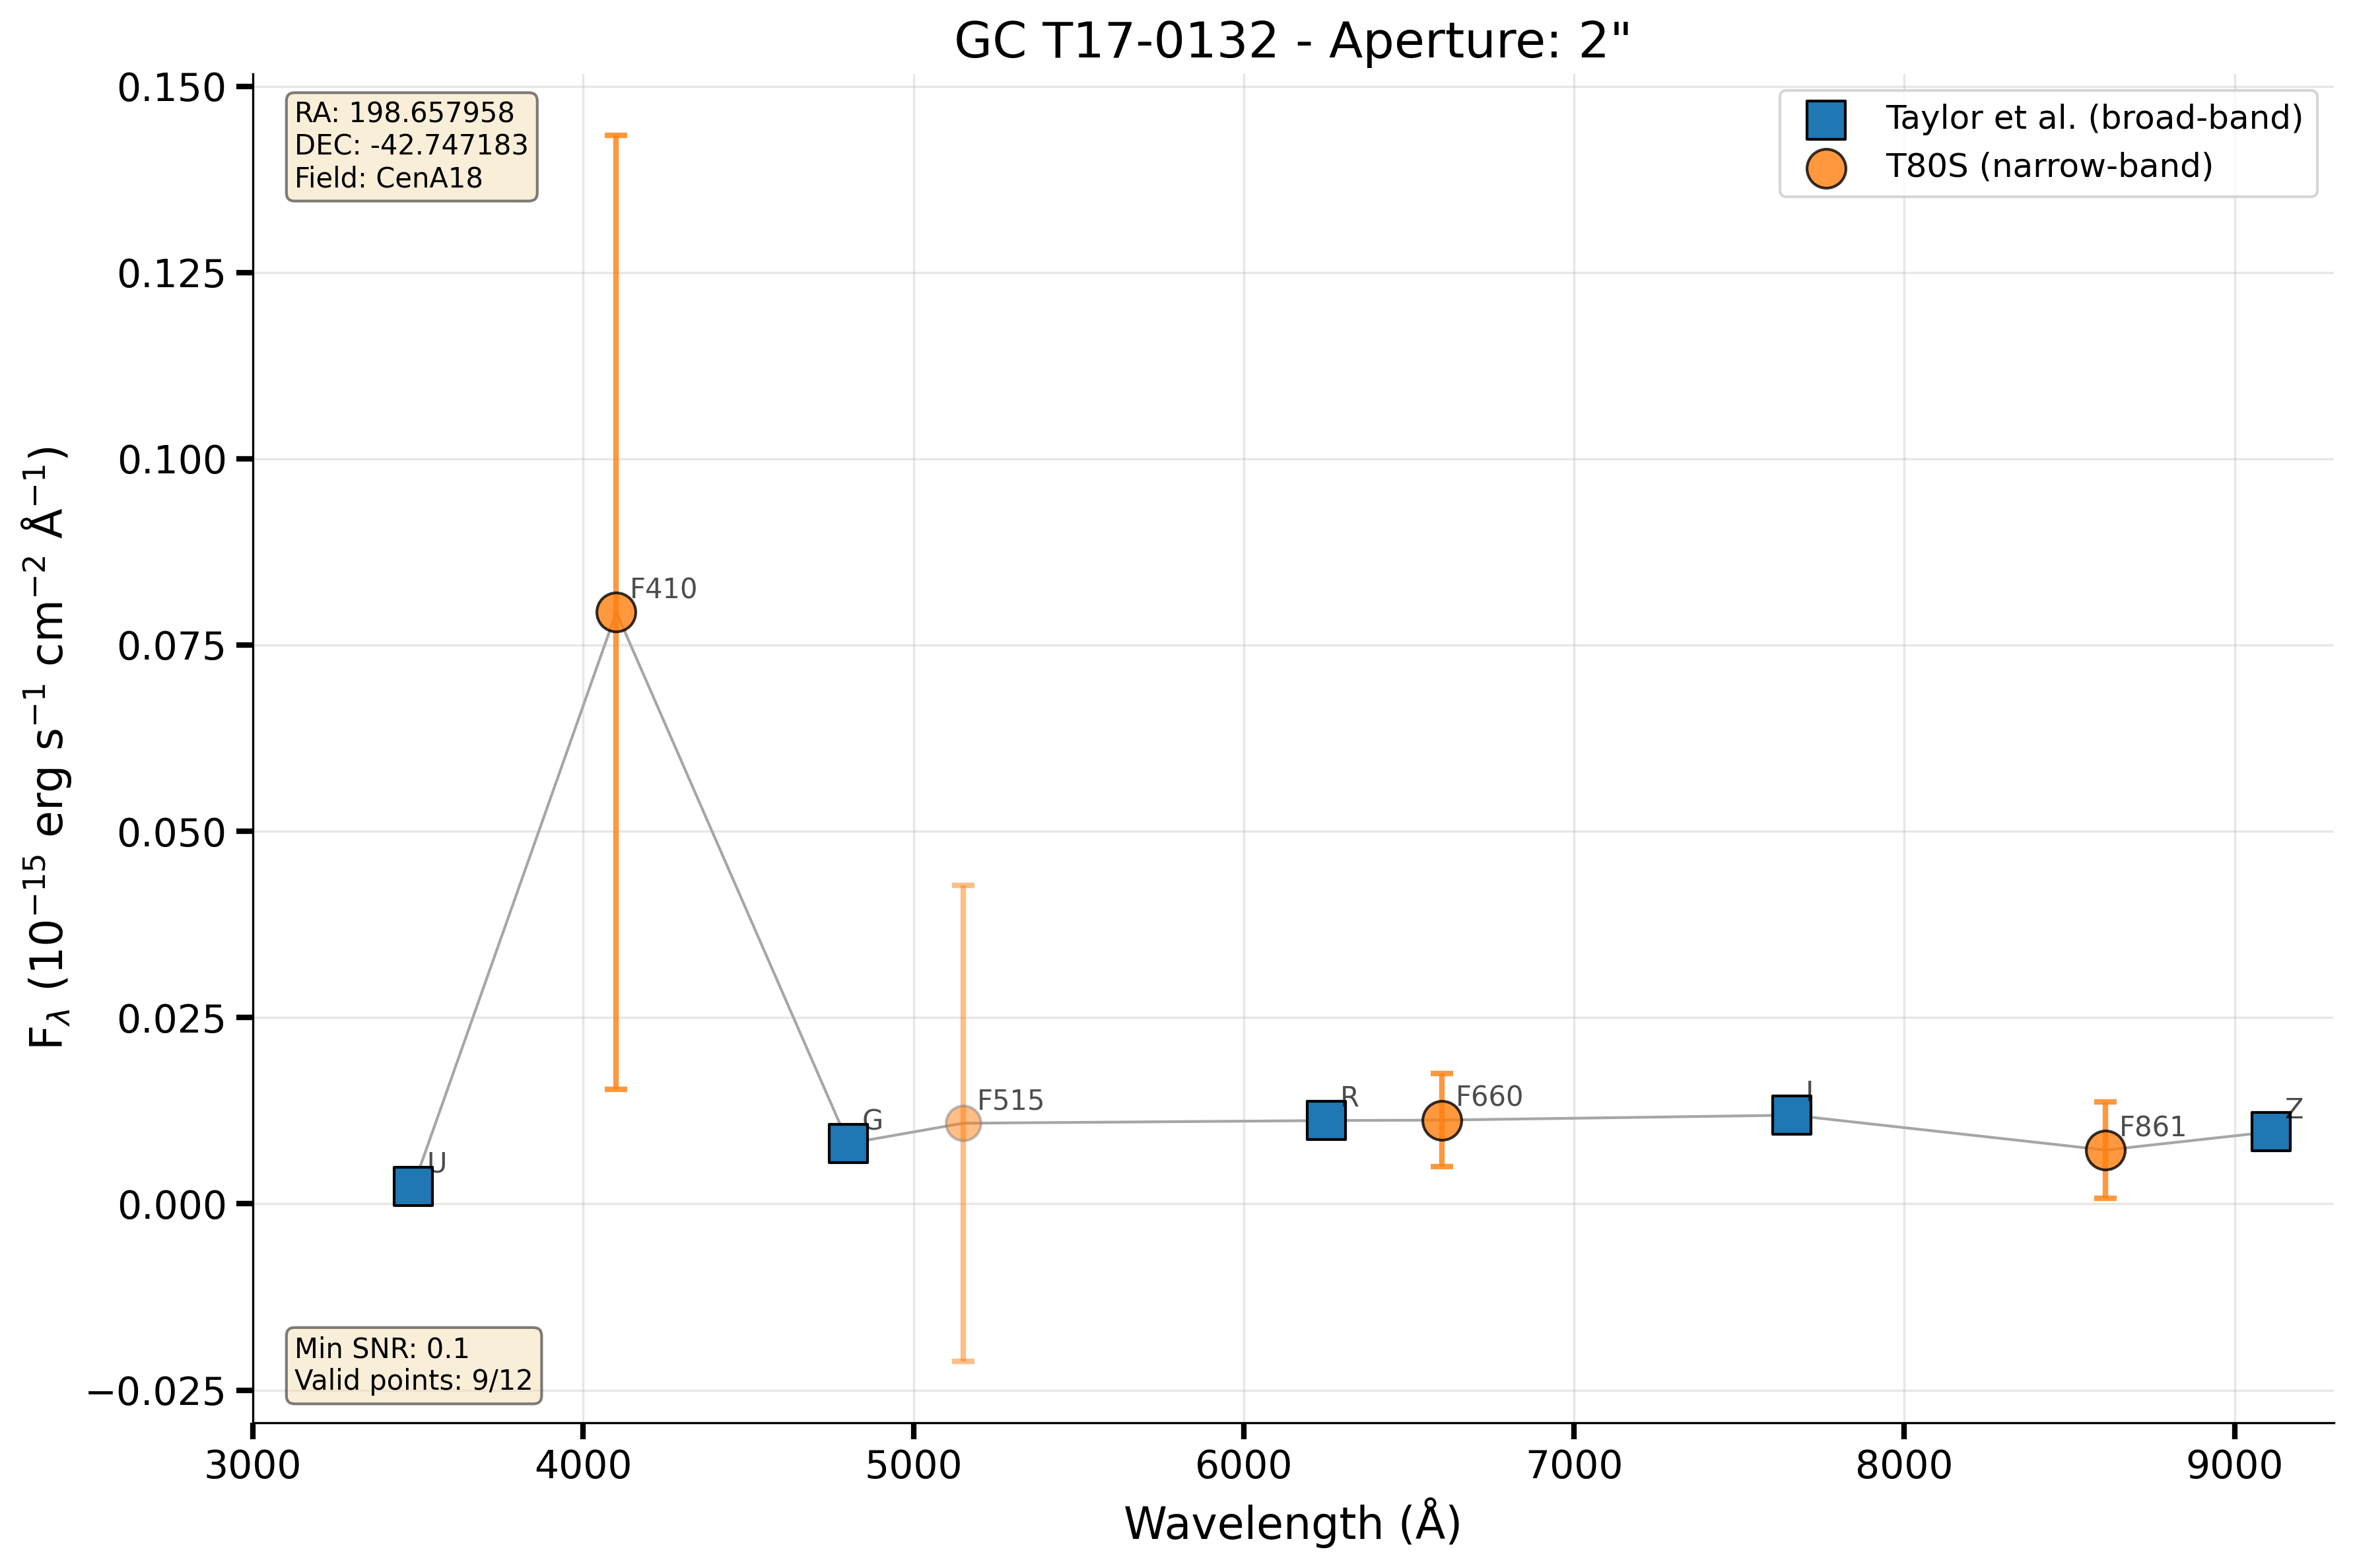 GC T17-0132 - Aperture: 2"
RA: 198.657958
DEC: -42.747183
Field: CenA18
Taylor et al. (broad-band)
T80S (narrow-band)
F$_{\lambda}$ (10$^{-15}$ erg s$^{-1}$ cm$^{-2}$ Å$^{-1}$)
0.150
0.125
0.100
0.075
0.050
0.025
0.000
−0.025
U
F410
G
F515
R
F660
I
F861
Z
Min SNR: 0.1
Valid points: 9/12
3000 4000 5000 6000 7000 8000 9000
Wavelength (Å)